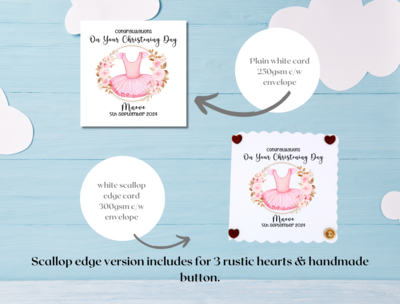 Congratulations
On Your Christening Day
Maeve
5th September 2024
Plain white card
250gsm c/w
envelope
white scallop
edge card
300gsm c/w
envelope
Congratulations
On Your Christening Day
Maeve
5th September 2024
Scallop edge version includes for 3 rustic hearts & handmade
button.